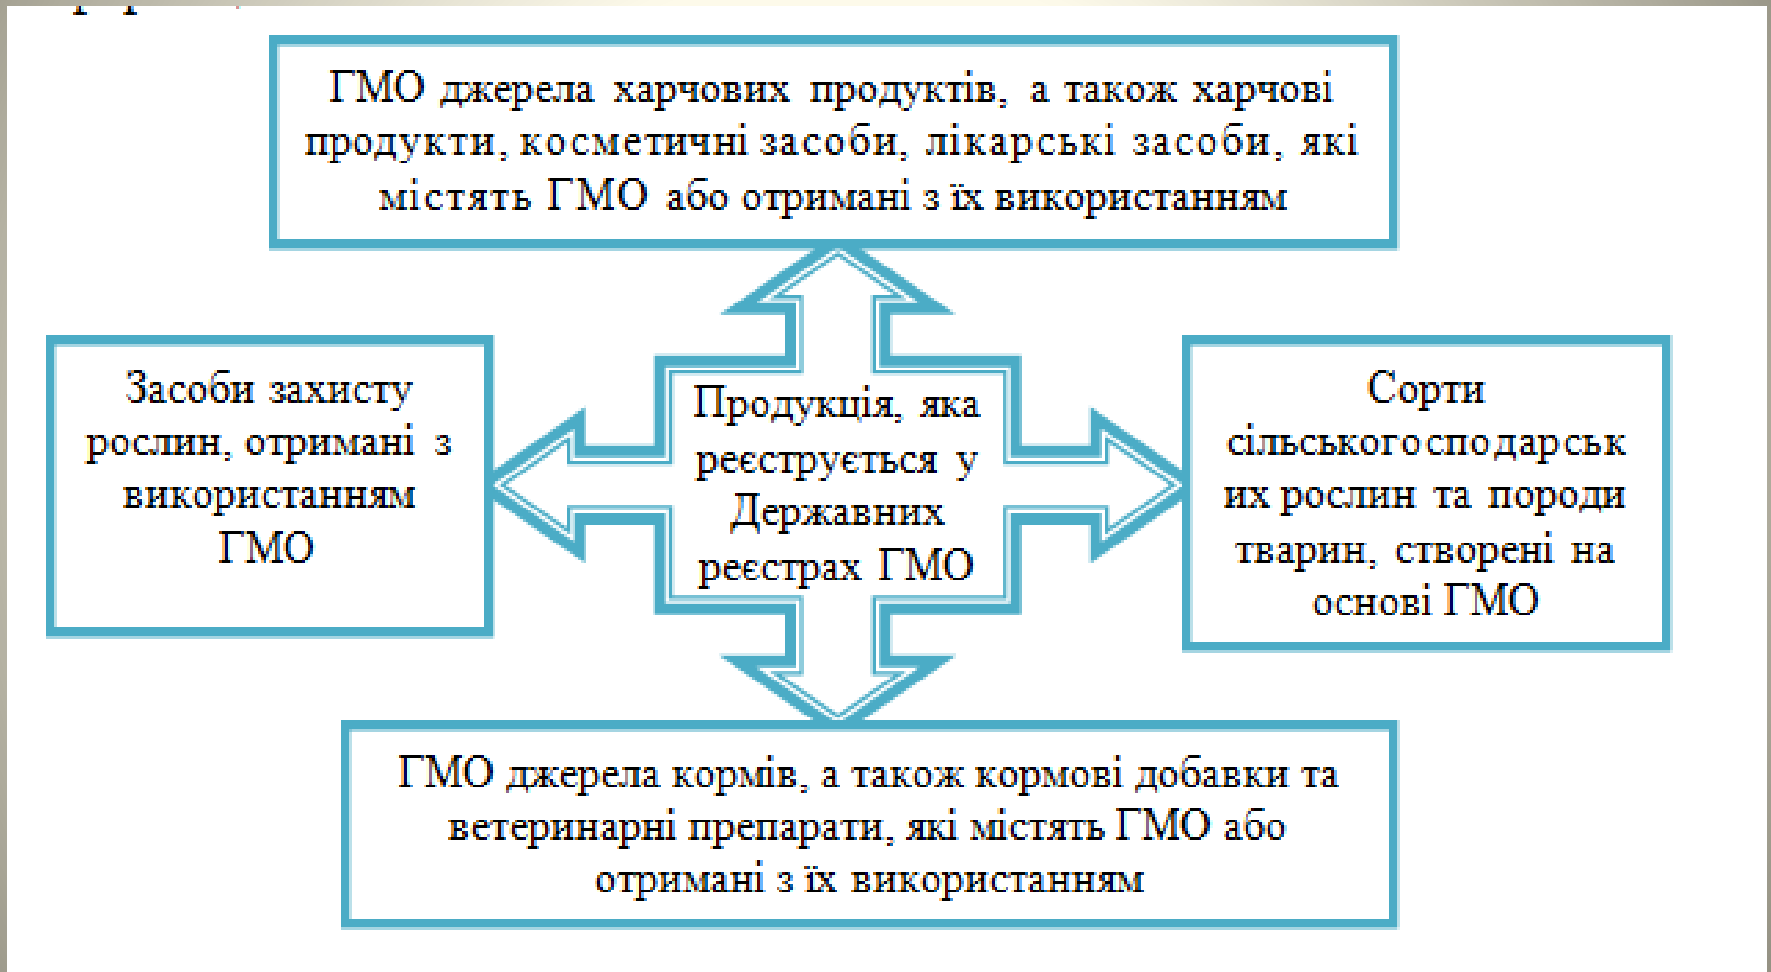 ГМО джерела харчових продуктів, а також харчові
продукти, косметичні засоби, лікарські засоби, які
містять ГМО або отримані з їх використанням
Засоби захисту
рослин, отримані з
використанням
ГМО
Продукція, яка
реєструється у
Державних
реєстрах ГМО
Сорти
сільськогосподарськ
их рослин та породи
тварин, створені на
основі ГМО
ГМО джерела кормів, а також кормові добавки та
ветеринарні препарати, які містять ГМО або
отримані з їх використанням